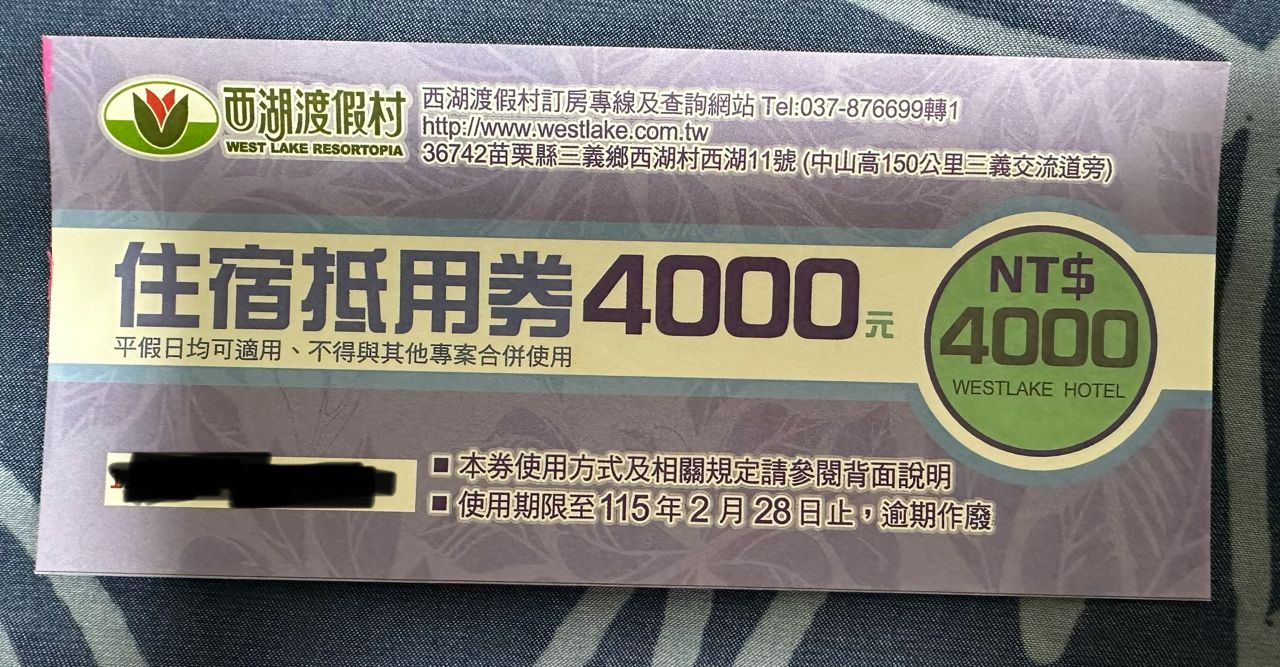 西湖渡假村
WEST LAKE RESORTOPIA
西湖渡假村訂房專線及查詢網站 Tel:037-876699轉1
http://www.westlake.com.tw
36742苗栗縣三義鄉西湖村西湖11號 (中山高150公里三義交流道旁)
住宿抵用券4000元
平假日均可適用、不得與其他專案合併使用
NT$
4000
WESTLAKE HOTEL
■ 本券使用方式及相關規定請參閱背面說明
■ 使用期限至115年2月28日止，逾期作廢